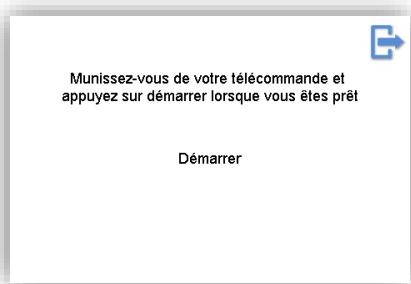 Munissez-vous de votre télécommande et
appuyez sur démarrer lorsque vous êtes prêt
Démarrer